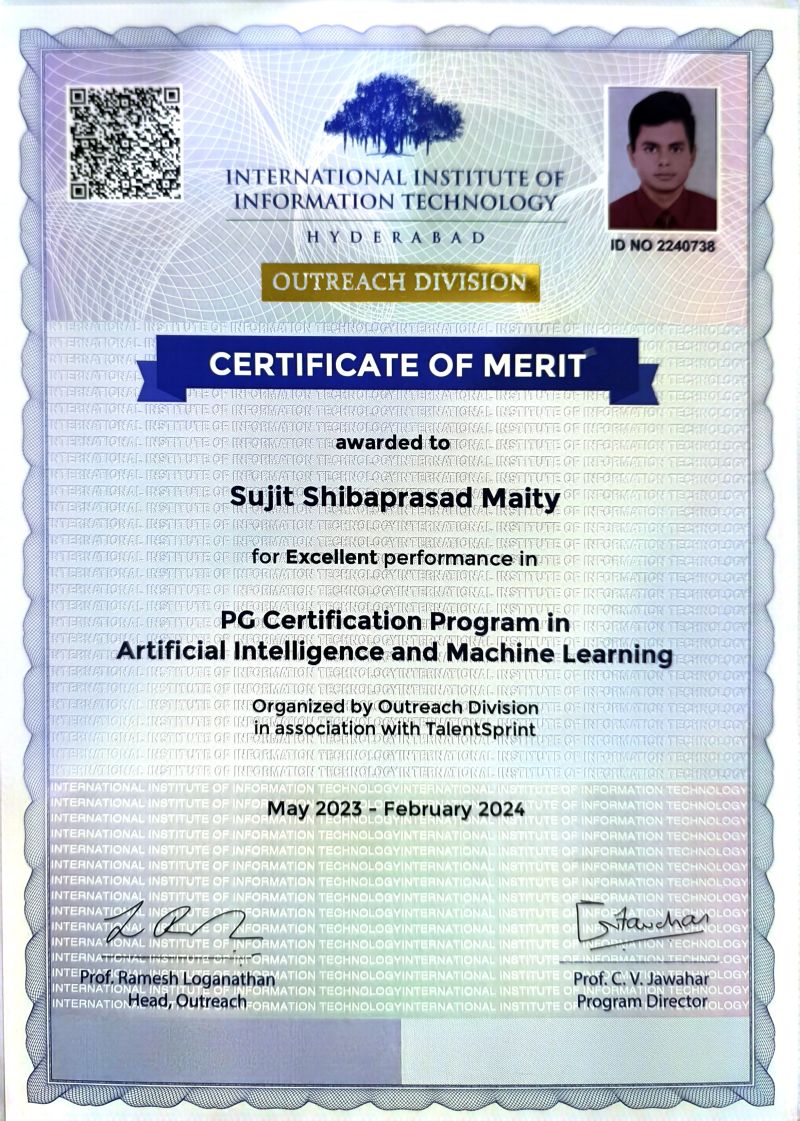 INTERNATIONAL INSTITUTE OF
INFORMATION TECHNOLOGY
HYDERABAD
ID NO 2240738
OUTREACH DIVISION
CERTIFICATE OF MERIT
awarded to
Sujit Shibaprasad Maity
for Excellent performance in
PG Certification Program in
Artificial Intelligence and Machine Learning
Organized by Outreach Division
in association with TalentSprint
May 2023 - February 2024
Prof. Ramesh Loganathan
Head, Outreach
Prof. C. V. Jawahar
Program Director